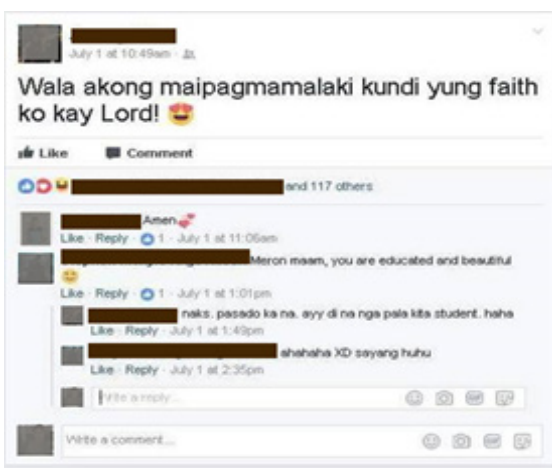 July 1 at 10:49am
Wala akong maipagmamalaki kundi yung faith
ko kay Lord!
Like Comment
and 117 others
Amen
Like · Reply · 1 · July 1 at 11:06am
Meron maam, you are educated and beautiful
Like · Reply · 1 · July 1 at 1:01pm
naks. pasado ka na. ayy di na nga pala kita student. haha
Like · Reply · July 1 at 1:49pm
ahahaha XD sayang huhu
Like · Reply · July 1 at 2:35pm
Write a reply...
Write a comment...